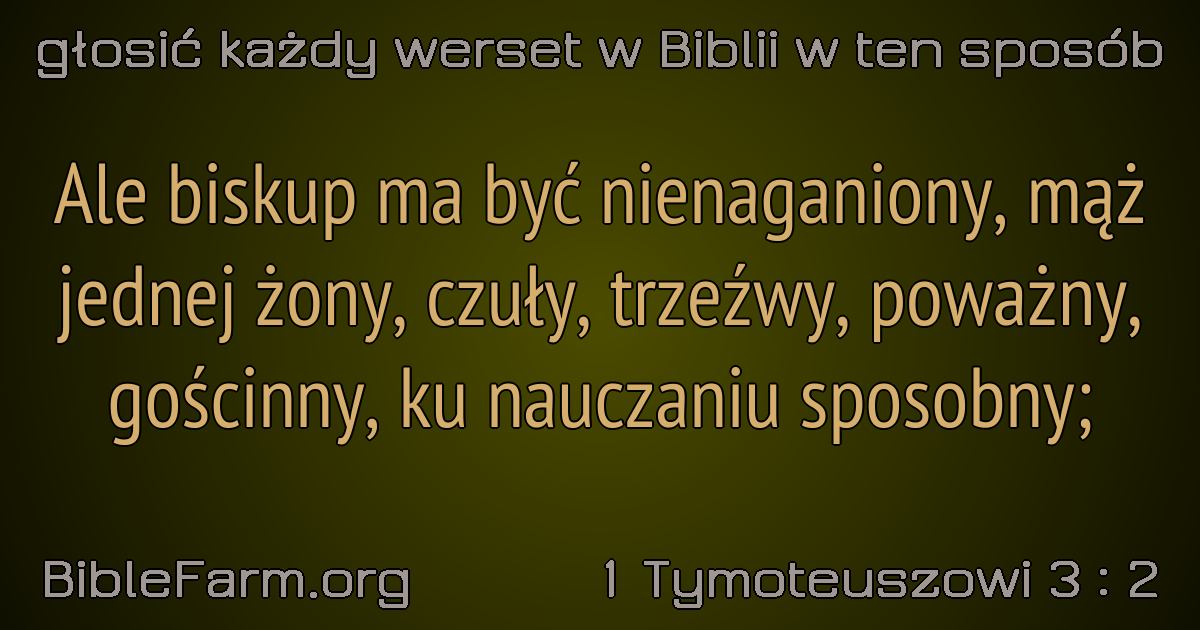 głosić każdy werset w Biblii w ten sposób
Ale biskup ma być nienaganiony, mąż
jednej żony, czuły, trzeźwy, poważny,
gościnny, ku nauczaniu sposobny;
BibleFarm.org
1 Tymoteuszowi 3 : 2